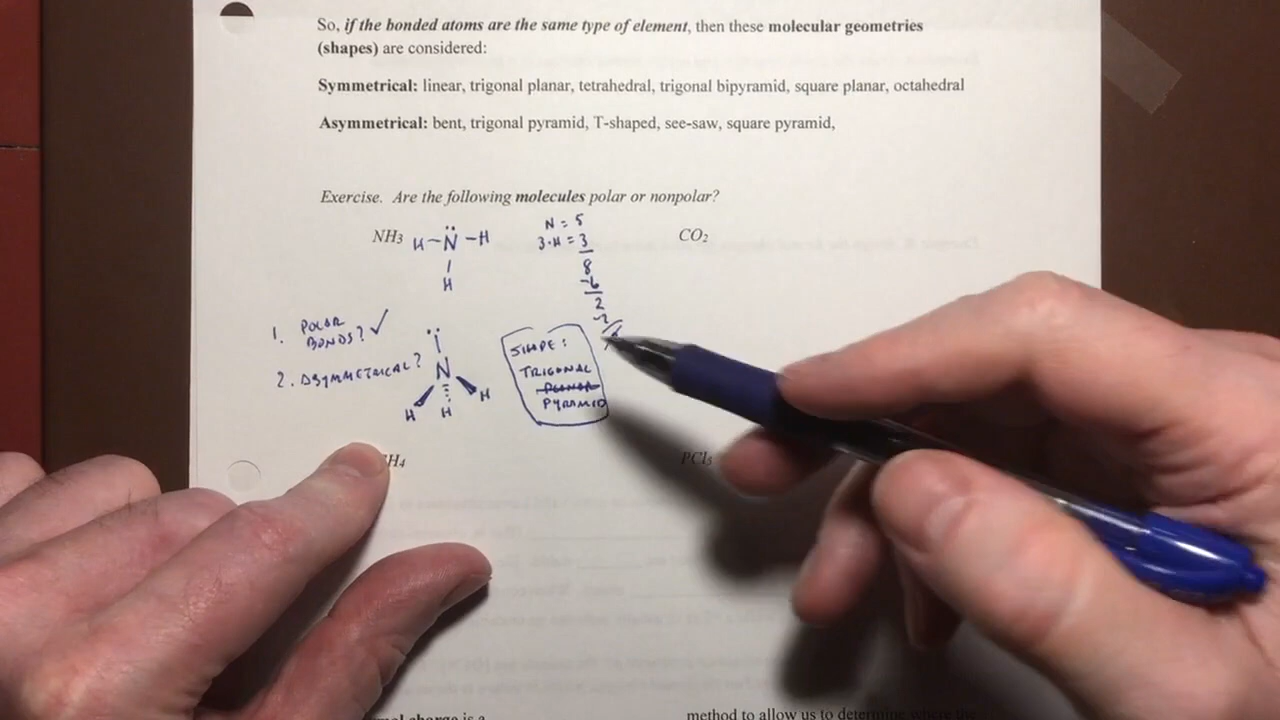 So, if the bonded atoms are the same type of element, then these molecular geometries
(shapes) are considered:
Symmetrical: linear, trigonal planar, tetrahedral, trigonal bipyramid, square planar, octahedral
Asymmetrical: bent, trigonal pyramid, T-shaped, see-saw, square pyramid,
Exercise. Are the following molecules polar or nonpolar?
NH3
H-N-H
H
N = 5
3·H = 3
8
-6
2
-2
CO2
1. POLAR
BONDS? ✓
2. ASYMMETRICAL?
N
H H H
SHAPE:
TRIGONAL
PLANAR
PYRAMID
H4
PCl5
method to allow us to determine where the